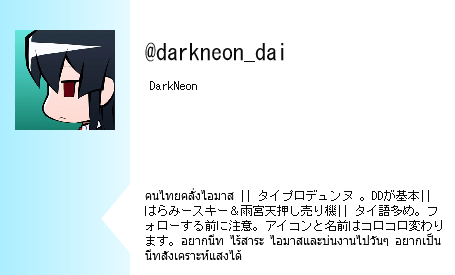 @darkneon_dai
DarkNeon
คนไทยคลั่งไอมาส || タイプロデュンヌ 。DDが基本||
はらみースキー＆雨宮天押し売り機|| タイ語多め。フ
ォローする前に注意。アイコンと名前はコロコロ変わり
ます。อยากนีท ไร้สาระ ไอมาสและบ่นงานไปวันๆ อยากเป็น
นีทสังเคราะห์แสงได้